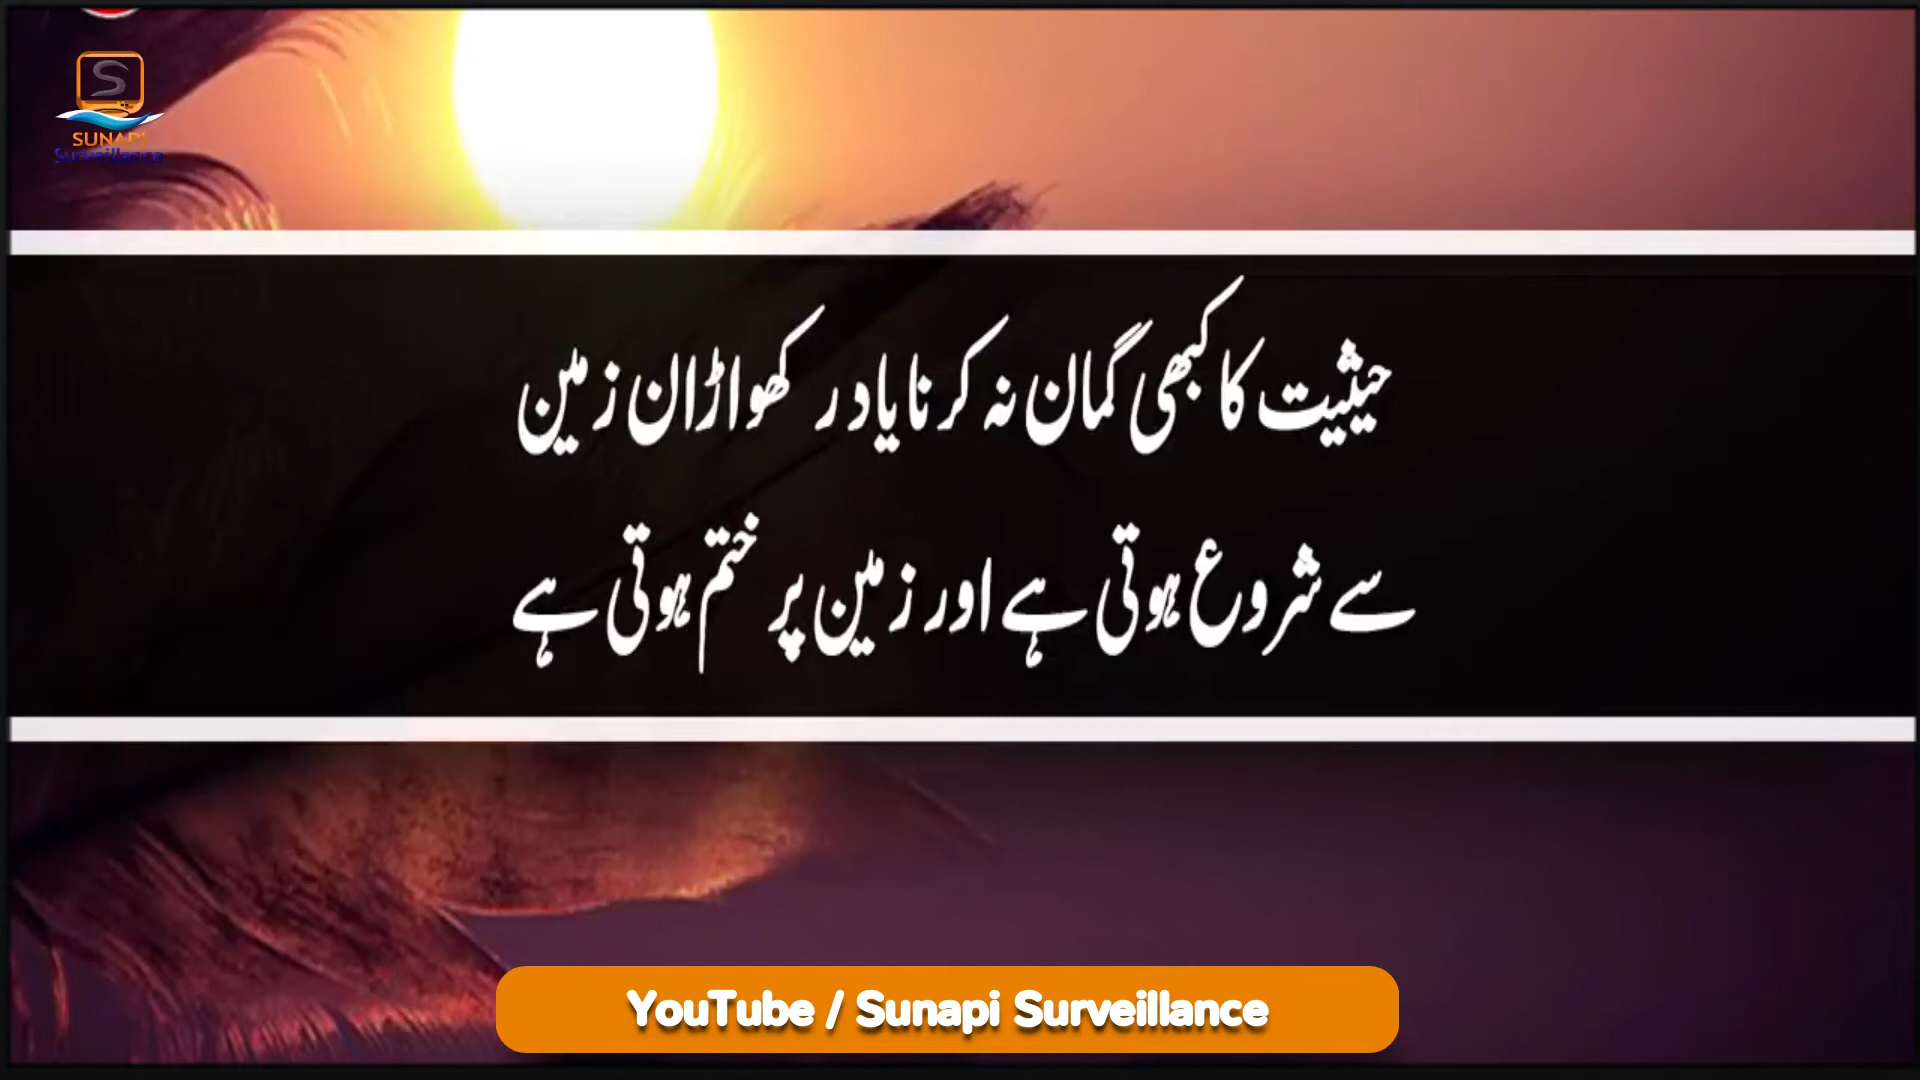 S
SUNAPI
Surveillance
حیثیت کا کبھی گمان نہ کرنا یاد رکھو اڑان زمین
سے شروع ہوتی ہے اور زمین پر ختم ہوتی ہے
YouTube / Sunapi Surveillance